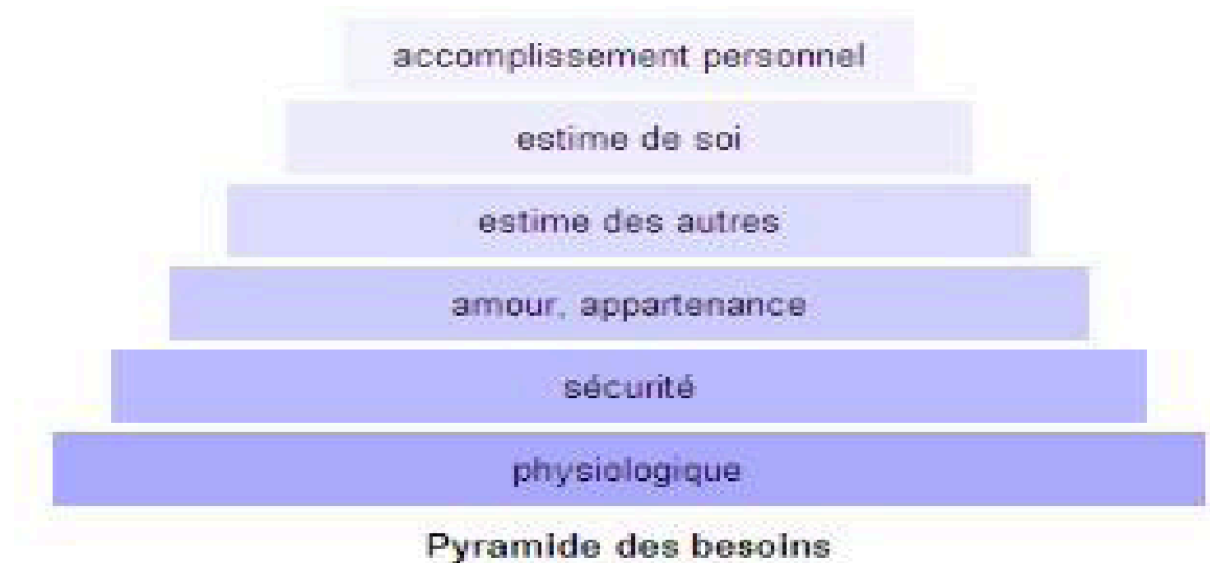 accomplissement personnel
estime de soi
estime des autres
amour, appartenance
sécurité
physiologique
Pyramide des besoins